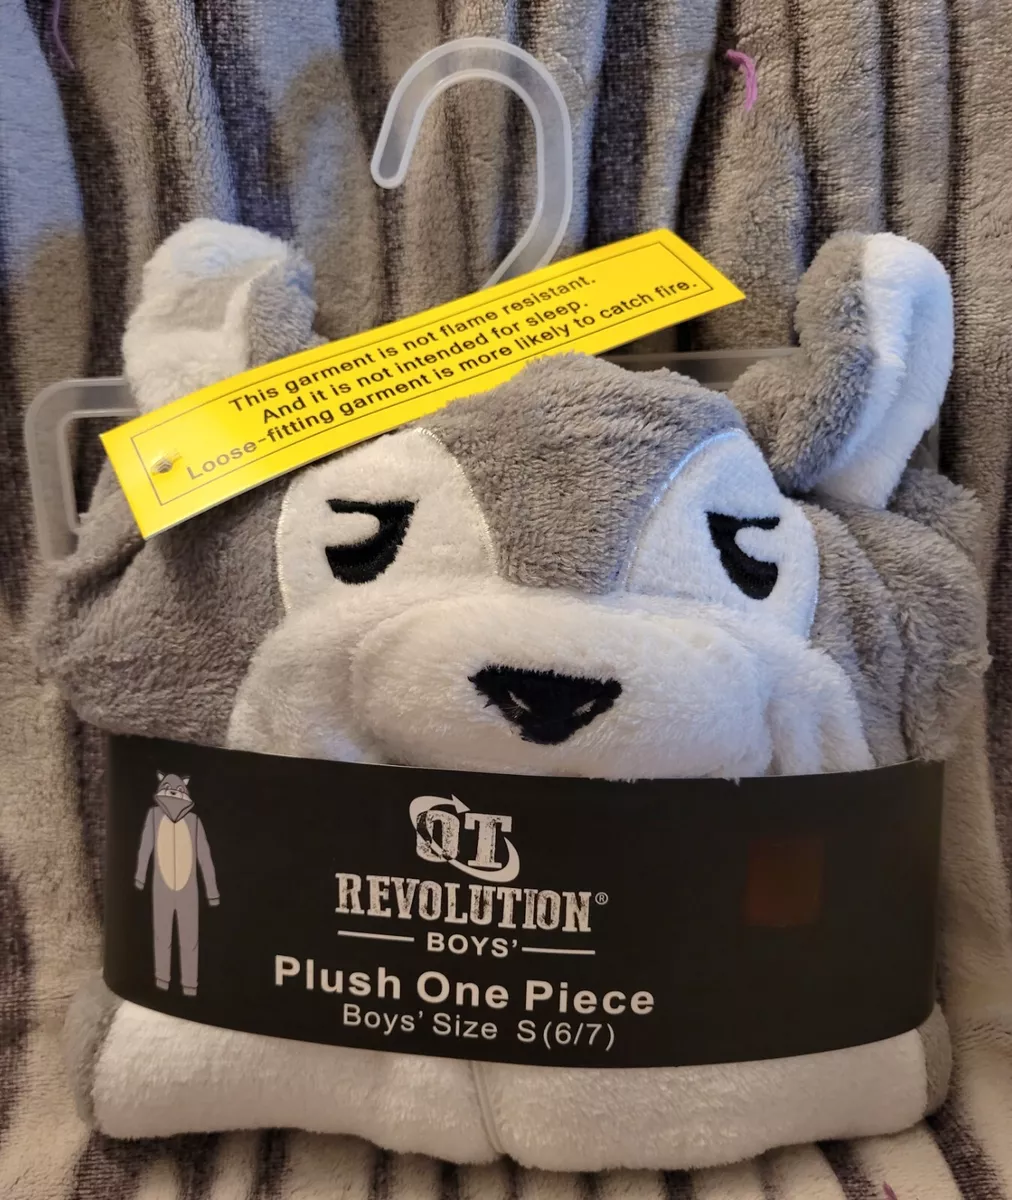 This garment is not flame resistant.
And it is not intended for sleep.
Loose-fitting garment is more likely to catch fire.
OT
REVOLUTION®
BOYS'
Plush One Piece
Boys' Size S(6/7)